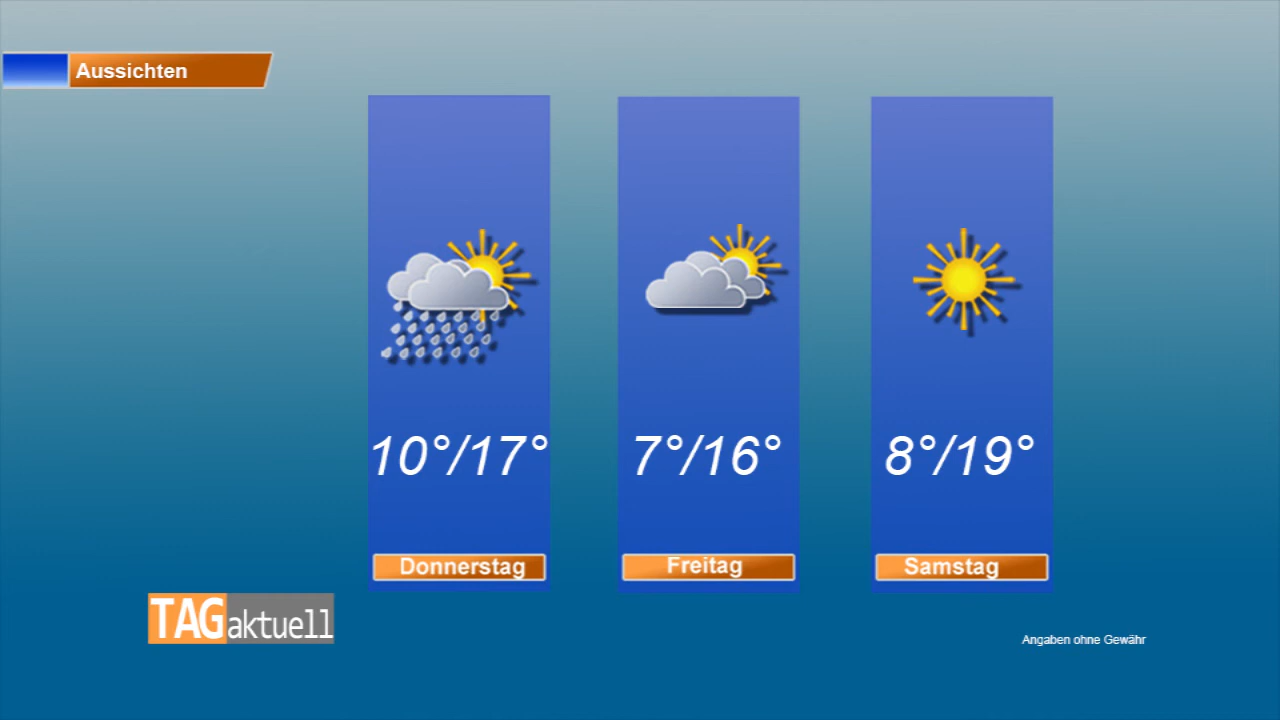 Aussichten
10°/17°
7°/16°
8°/19°
Donnerstag
Freitag
Samstag
TAGaktuell
Angaben ohne Gewähr